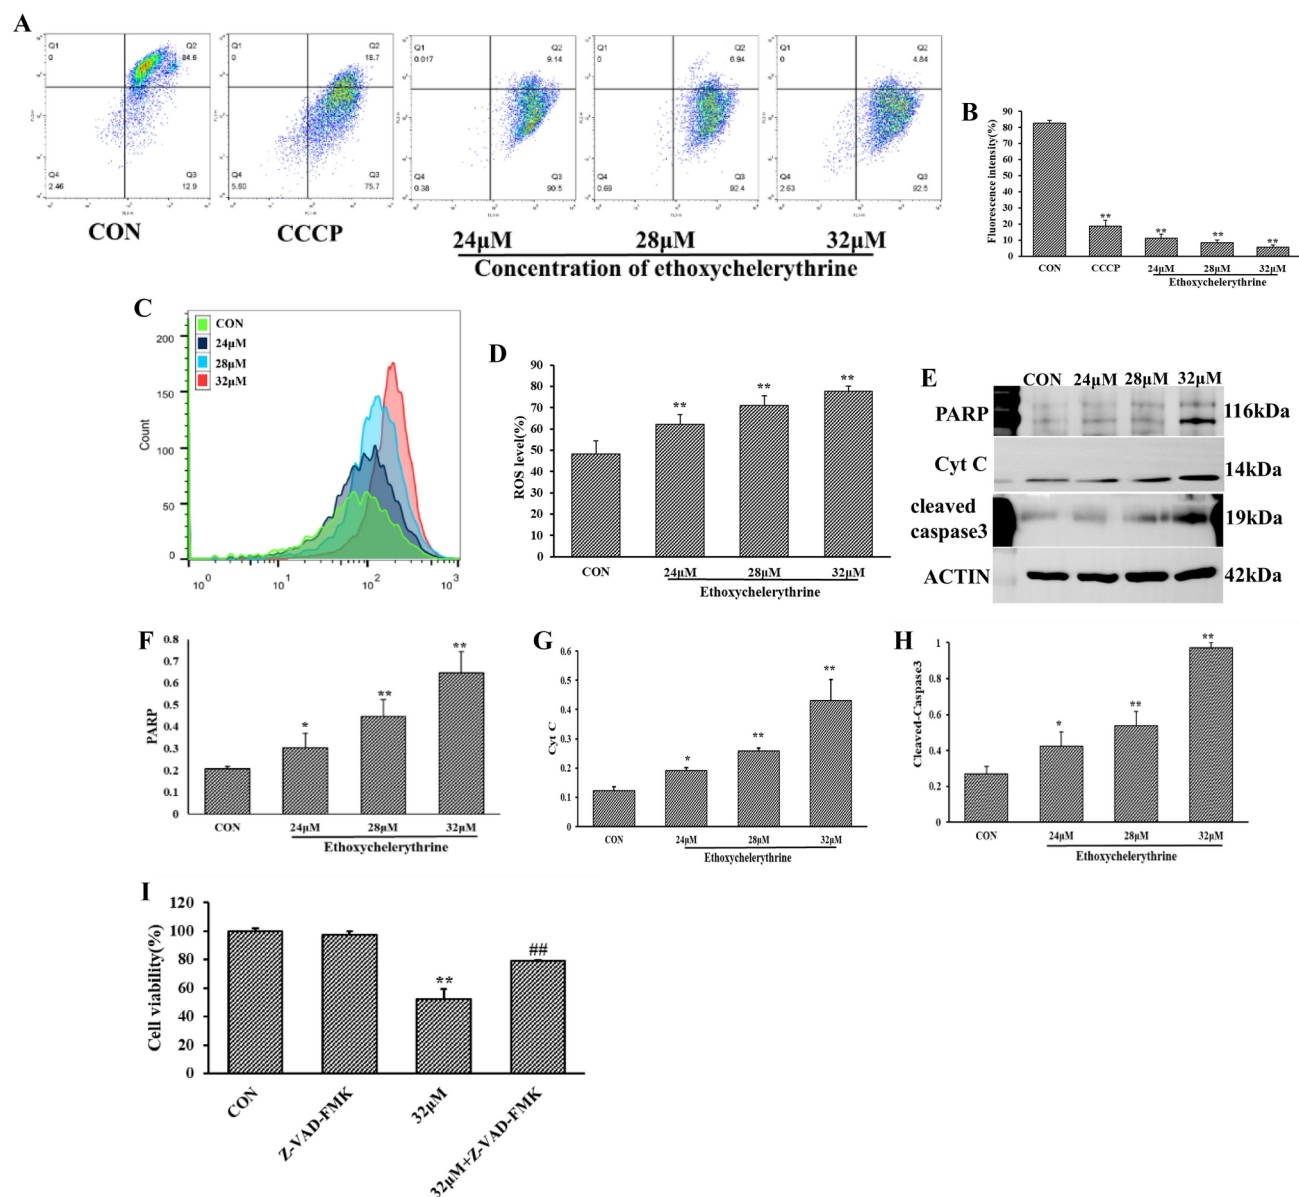 A
Q1
0
Q2
84.6
Q4
2.46
Q3
12.9
CON
Q1
0
Q2
18.7
Q4
5.60
Q3
75.7
CCCP
Q1
0.017
Q2
9.14
Q4
0.38
Q3
90.5
24μM
Q1
0
Q2
6.94
Q4
0.69
Q3
92.4
28μM
Q1
0
Q2
4.84
Q4
2.63
Q3
92.5
32μM
Concentration of ethoxychelerythrine
B
Fluorescence intensity(%)
90
80
70
60
50
40
30
20
10
0
** ** ** **
CON CCCP 24μM 28μM 32μM
Ethoxychelerythrine
C
CON
24μM
28μM
32μM
Count
200
150
100
50
0
10⁰ 10¹ 10² 10³
D
ROS level(%)
90
80
70
60
50
40
30
20
10
0
** ** **
CON 24μM 28μM 32μM
Ethoxychelerythrine
E
CON 24μM 28μM 32μM
PARP 116kDa
Cyt C 14kDa
cleaved
caspase3 19kDa
ACTIN 42kDa
F
PARP
0.8
0.7
0.6
0.5
0.4
0.3
0.2
0.1
0
* ** **
CON 24μM 28μM 32μM
Ethoxychelerythrine
G
Cyt C
0.6
0.5
0.4
0.3
0.2
0.1
0
* ** **
CON 24μM 28μM 32μM
Ethoxychelerythrine
H
Cleaved-Caspase3
1
0.8
0.6
0.4
0.2
0
* ** **
CON 24μM 28μM 32μM
Ethoxychelerythrine
I
Cell viability(%)
120
100
80
60
40
20
0
** ##
CON
Z-VAD-FMK
32μM
32μM+Z-VAD-FMK